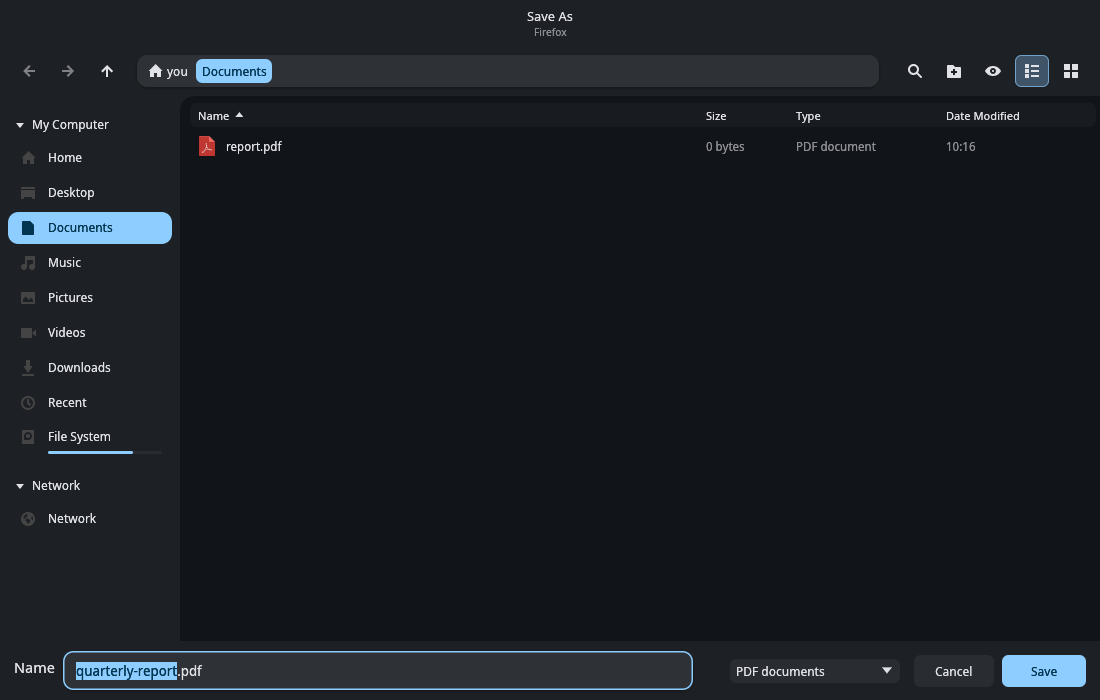 Save As
Firefox
you Documents
Name Size Type Date Modified
report.pdf 0 bytes PDF document 10:16
My Computer
Home
Desktop
Documents
Music
Pictures
Videos
Downloads
Recent
File System
Network
Network
Name quarterly-report.pdf PDF documents Cancel Save